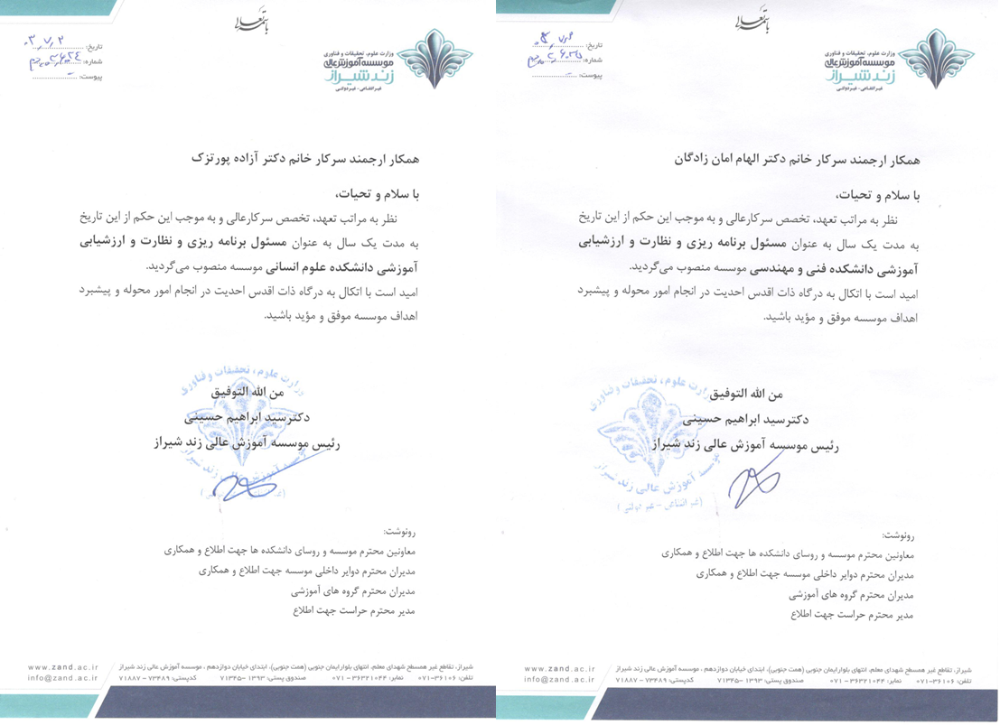 باسمه تعالی
وزارت علوم، تحقیقات و فناوری
موسسه آموزش عالی
زند شیراز
غیرانتفاعی - غیردولتی
تاریخ:
شماره:
پیوست:
همکار ارجمند سرکار خانم دکتر آزاده پورتزک
با سلام و تحیات،
نظر به مراتب تعهد، تخصص سرکارعالی و به موجب این حکم از این تاریخ
به مدت یک سال به عنوان مسئول برنامه ریزی و نظارت و ارزشیابی
آموزشی دانشکده علوم انسانی موسسه منصوب می‌گردید.
امید است با اتکال به درگاه ذات اقدس احدیت در انجام امور محوله و پیشبرد
اهداف موسسه موفق و مؤید باشید.
من الله التوفیق
دکترسید ابراهیم حسینی
رئیس موسسه آموزش عالی زند شیراز
رونوشت:
معاونین محترم موسسه و روسای دانشکده ها جهت اطلاع و همکاری
مدیران محترم دوایر داخلی موسسه جهت اطلاع و همکاری
مدیران محترم گروه های آموزشی
مدیر محترم حراست جهت اطلاع
شیراز، تقاطع غیر همسطح شهدای معلم، انتهای بلوارایمان جنوبی (همت جنوبی)، ابتدای خیابان دوازدهم ، موسسه آموزش عالی زند شیراز
تلفن: ۳۶۱۰۶-۰۷۱ نمابر: ۳۶۳۲۱۰۴۴ - ۰۷۱ صندوق پستی: ۱۳۹۳ -۷۱۳۴۵ کدپستی: ۷۳۴۸۹ - ۷۱۸۸۷
www.zand.ac.ir
info@zand.ac.ir
باسمه تعالی
وزارت علوم، تحقیقات و فناوری
موسسه آموزش عالی
زند شیراز
غیرانتفاعی - غیردولتی
تاریخ:
شماره:
پیوست:
همکار ارجمند سرکار خانم دکتر الهام امان زادگان
با سلام و تحیات،
نظر به مراتب تعهد، تخصص سرکارعالی و به موجب این حکم از این تاریخ
به مدت یک سال به عنوان مسئول برنامه ریزی و نظارت و ارزشیابی
آموزشی دانشکده فنی و مهندسی موسسه منصوب می‌گردید.
امید است با اتکال به درگاه ذات اقدس احدیت در انجام امور محوله و پیشبرد
اهداف موسسه موفق و مؤید باشید.
من الله التوفیق
دکترسید ابراهیم حسینی
رئیس موسسه آموزش عالی زند شیراز
رونوشت:
معاونین محترم موسسه و روسای دانشکده ها جهت اطلاع و همکاری
مدیران محترم دوایر داخلی موسسه جهت اطلاع و همکاری
مدیران محترم گروه های آموزشی
مدیر محترم حراست جهت اطلاع
شیراز، تقاطع غیر همسطح شهدای معلم، انتهای بلوارایمان جنوبی (همت جنوبی)، ابتدای خیابان دوازدهم ، موسسه آموزش عالی زند شیراز
تلفن: ۳۶۱۰۶-۰۷۱ نمابر: ۳۶۳۲۱۰۴۴ - ۰۷۱ صندوق پستی: ۱۳۹۳ -۷۱۳۴۵ کدپستی: ۷۳۴۸۹ - ۷۱۸۸۷
www.zand.ac.ir
info@zand.ac.ir